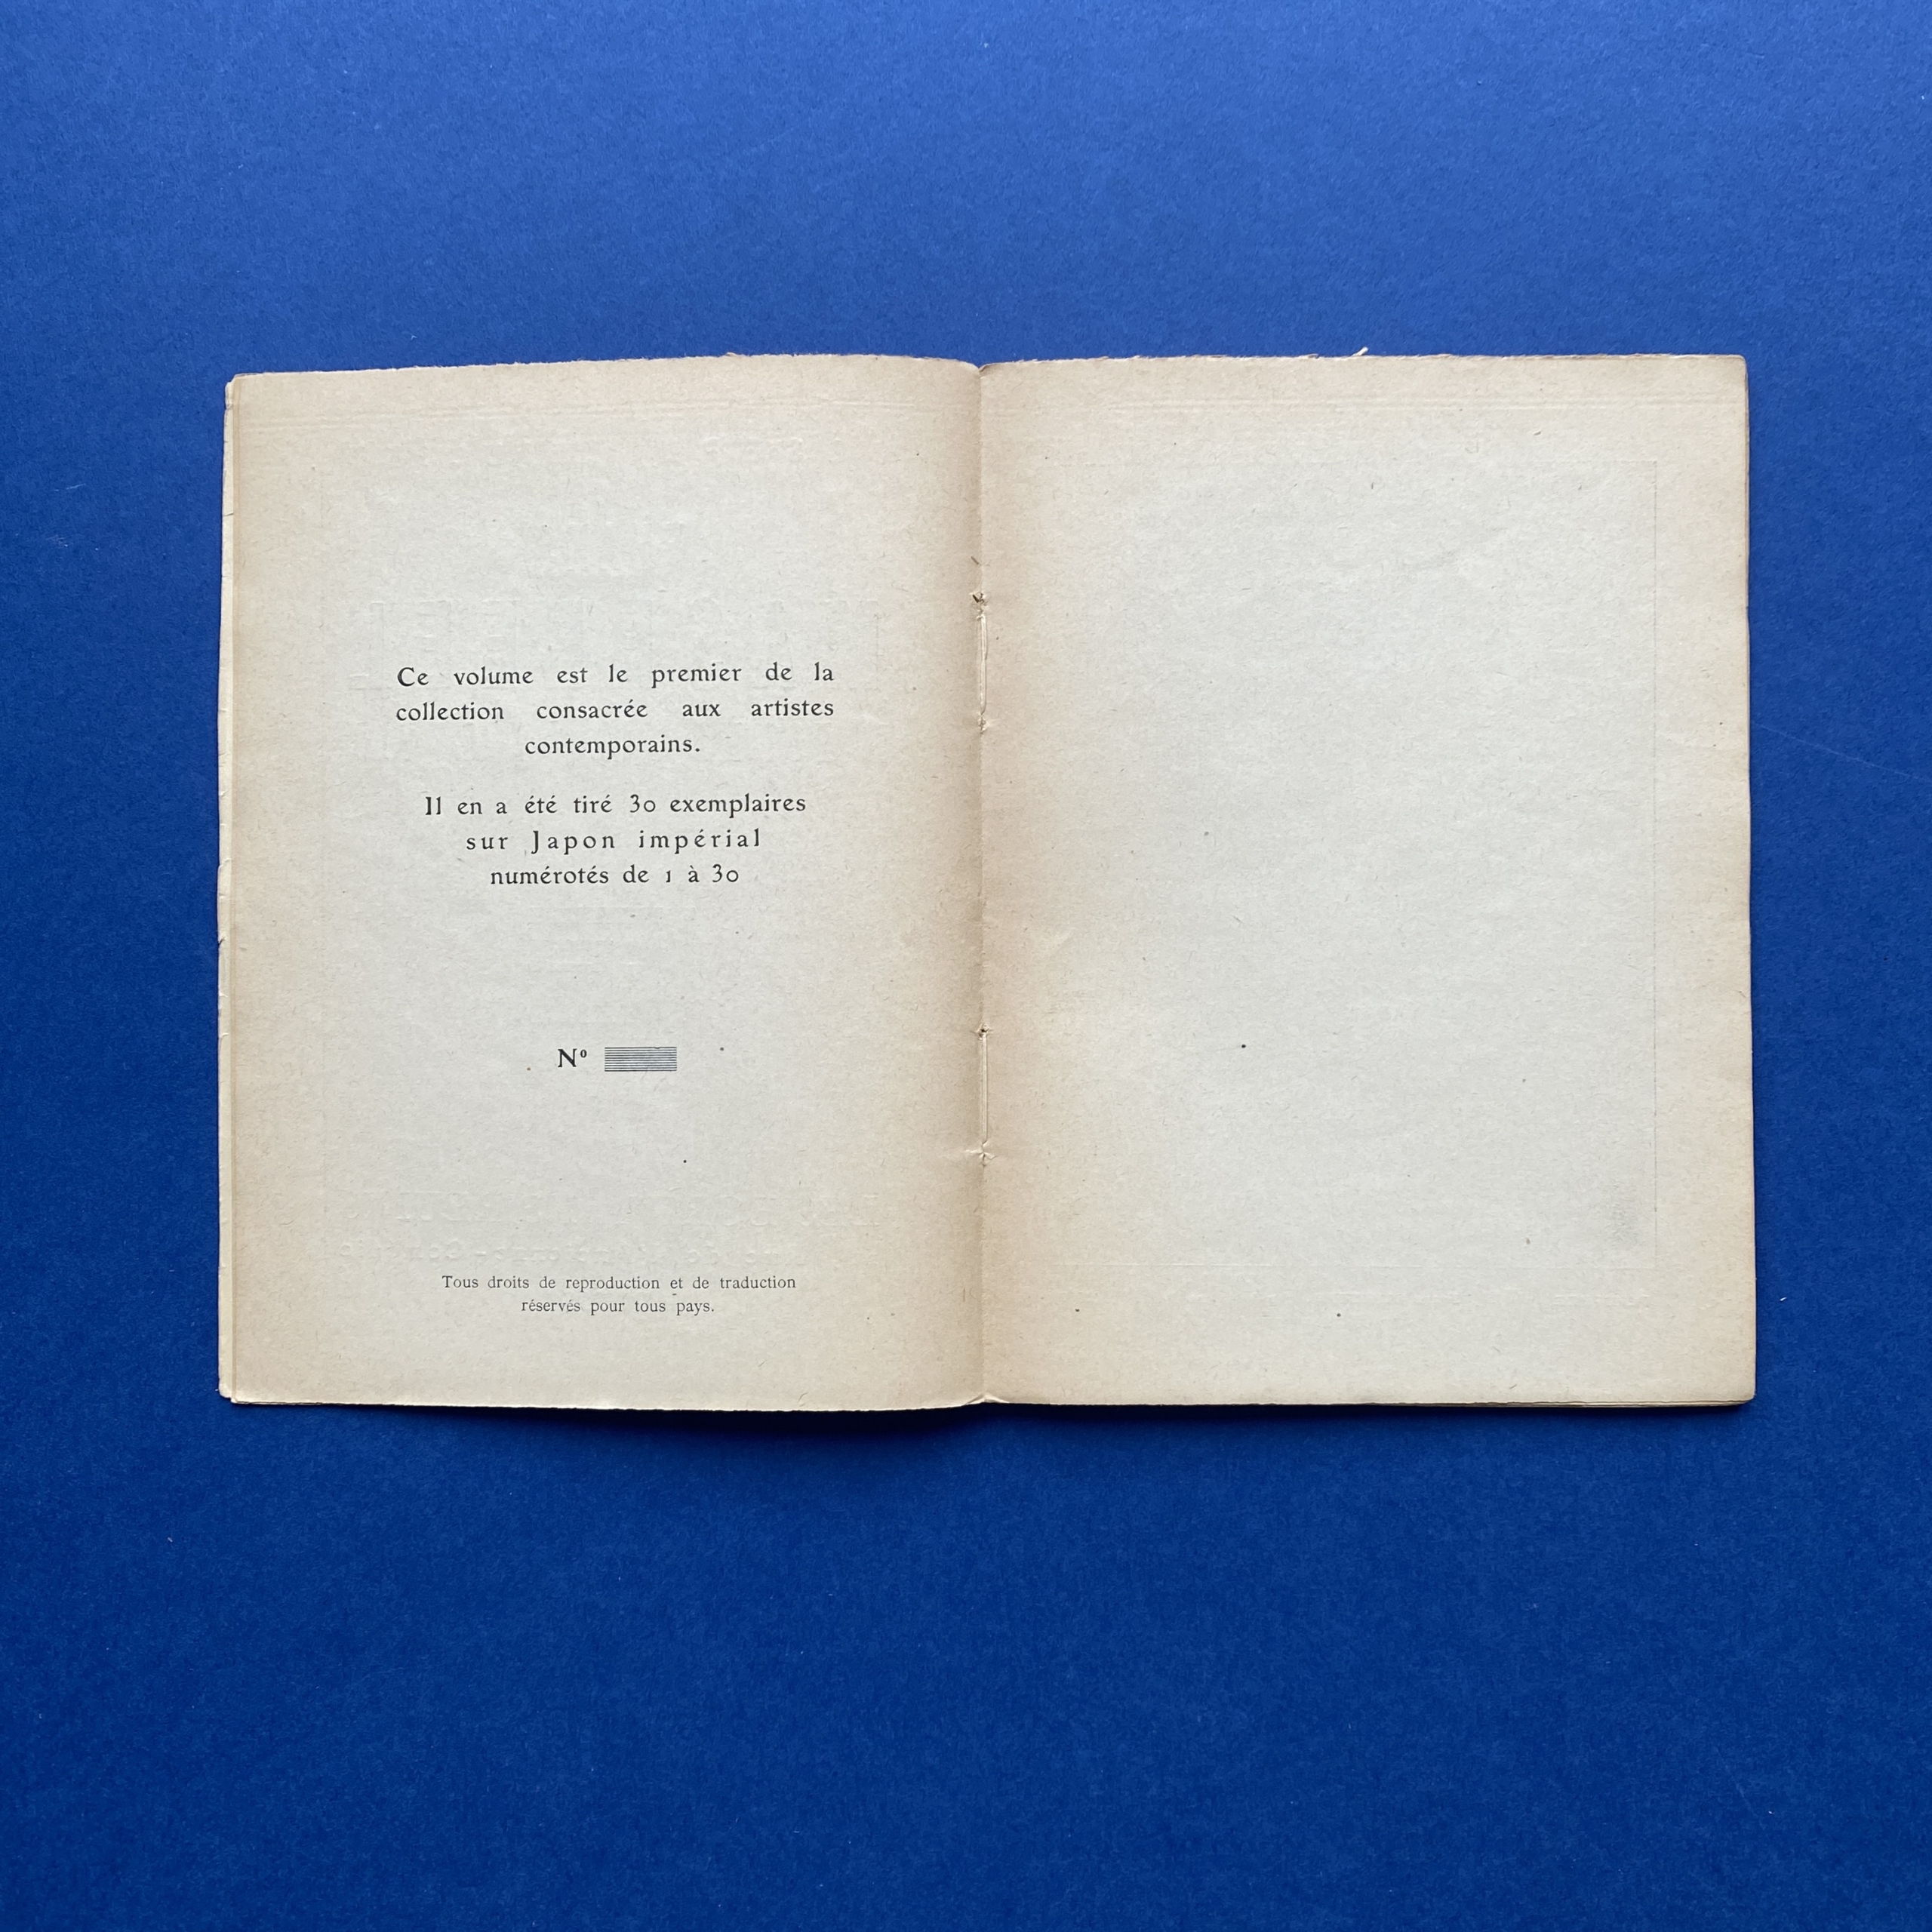 Ce volume est le premier de la
collection consacrée aux artistes
contemporains.
Il en a été tiré 30 exemplaires
sur Japon impérial
numérotés de 1 à 30
Nº
Tous droits de reproduction et de traduction
réservés pour tous pays.